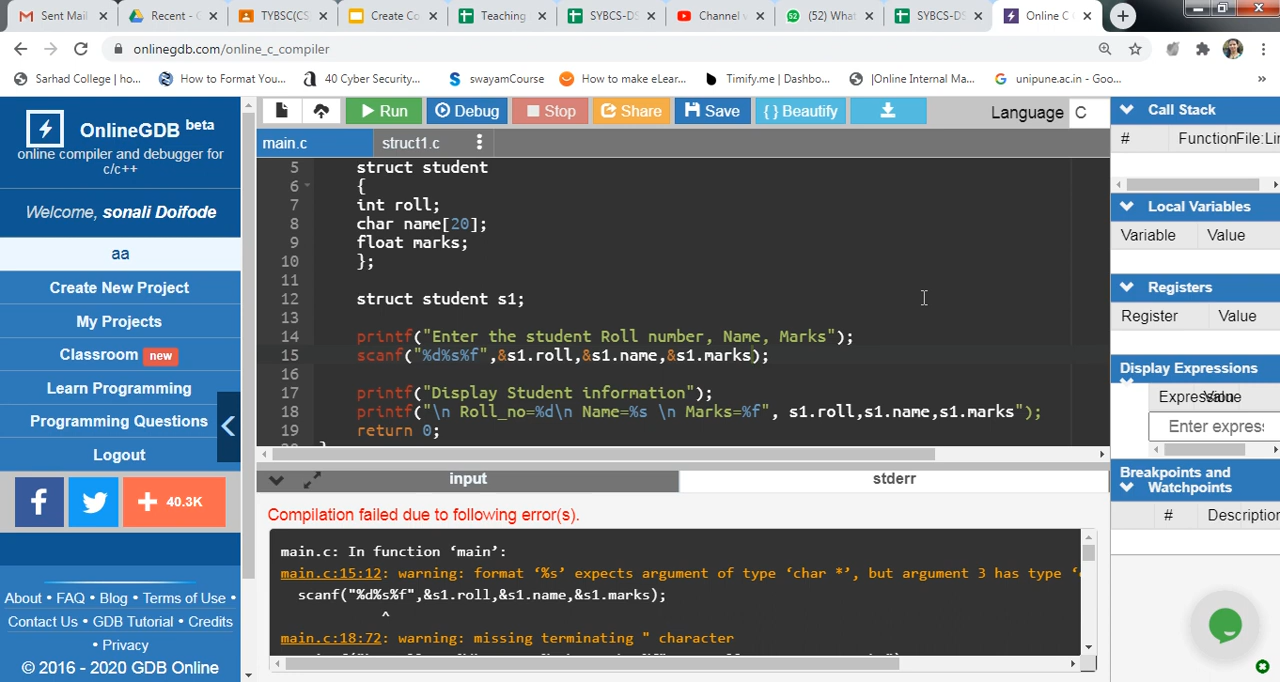 Sent Mail
Recent -
TYBSC(CS
Create Co
Teaching
SYBCS-DS
Channel v
(52) Wha
SYBCS-DS
Online C
onlinegdb.com/online_c_compiler
Sarhad College | ho...
How to Format You...
40 Cyber Security...
swayamCourse
How to make eLear...
Timify.me | Dashbo...
|Online Internal Ma...
unipune.ac.in - Goo...
»
OnlineGDB beta
online compiler and debugger for
c/c++
Welcome, sonali Doifode
aa
Create New Project
My Projects
Classroom new
Learn Programming
Programming Questions
Logout
40.3K
About • FAQ • Blog • Terms of Use •
Contact Us • GDB Tutorial • Credits
• Privacy
© 2016 - 2020 GDB Online
Run
Debug
Stop
Share
Save
{ } Beautify
Language C
main.c
struct1.c
5 struct student
6 {
7 int roll;
8 char name[20];
9 float marks;
10 };
11
12 struct student s1;
13
14 printf("Enter the student Roll number, Name, Marks");
15 scanf("%d%s%f",&s1.roll,&s1.name,&s1.marks);
16
17 printf("Display Student information");
18 printf("\n Roll_no=%d\n Name=%s \n Marks=%f", s1.roll,s1.name,s1.marks");
19 return 0;
input
stderr
Compilation failed due to following error(s).
main.c: In function ‘main’:
main.c:15:12: warning: format ‘%s’ expects argument of type ‘char *’, but argument 3 has type ‘
scanf("%d%s%f",&s1.roll,&s1.name,&s1.marks);
^
main.c:18:72: warning: missing terminating " character
Call Stack
# Function File:Lin
Local Variables
Variable Value
Registers
Register Value
Display Expressions
Expression Value
Enter express
Breakpoints and
Watchpoints
# Description